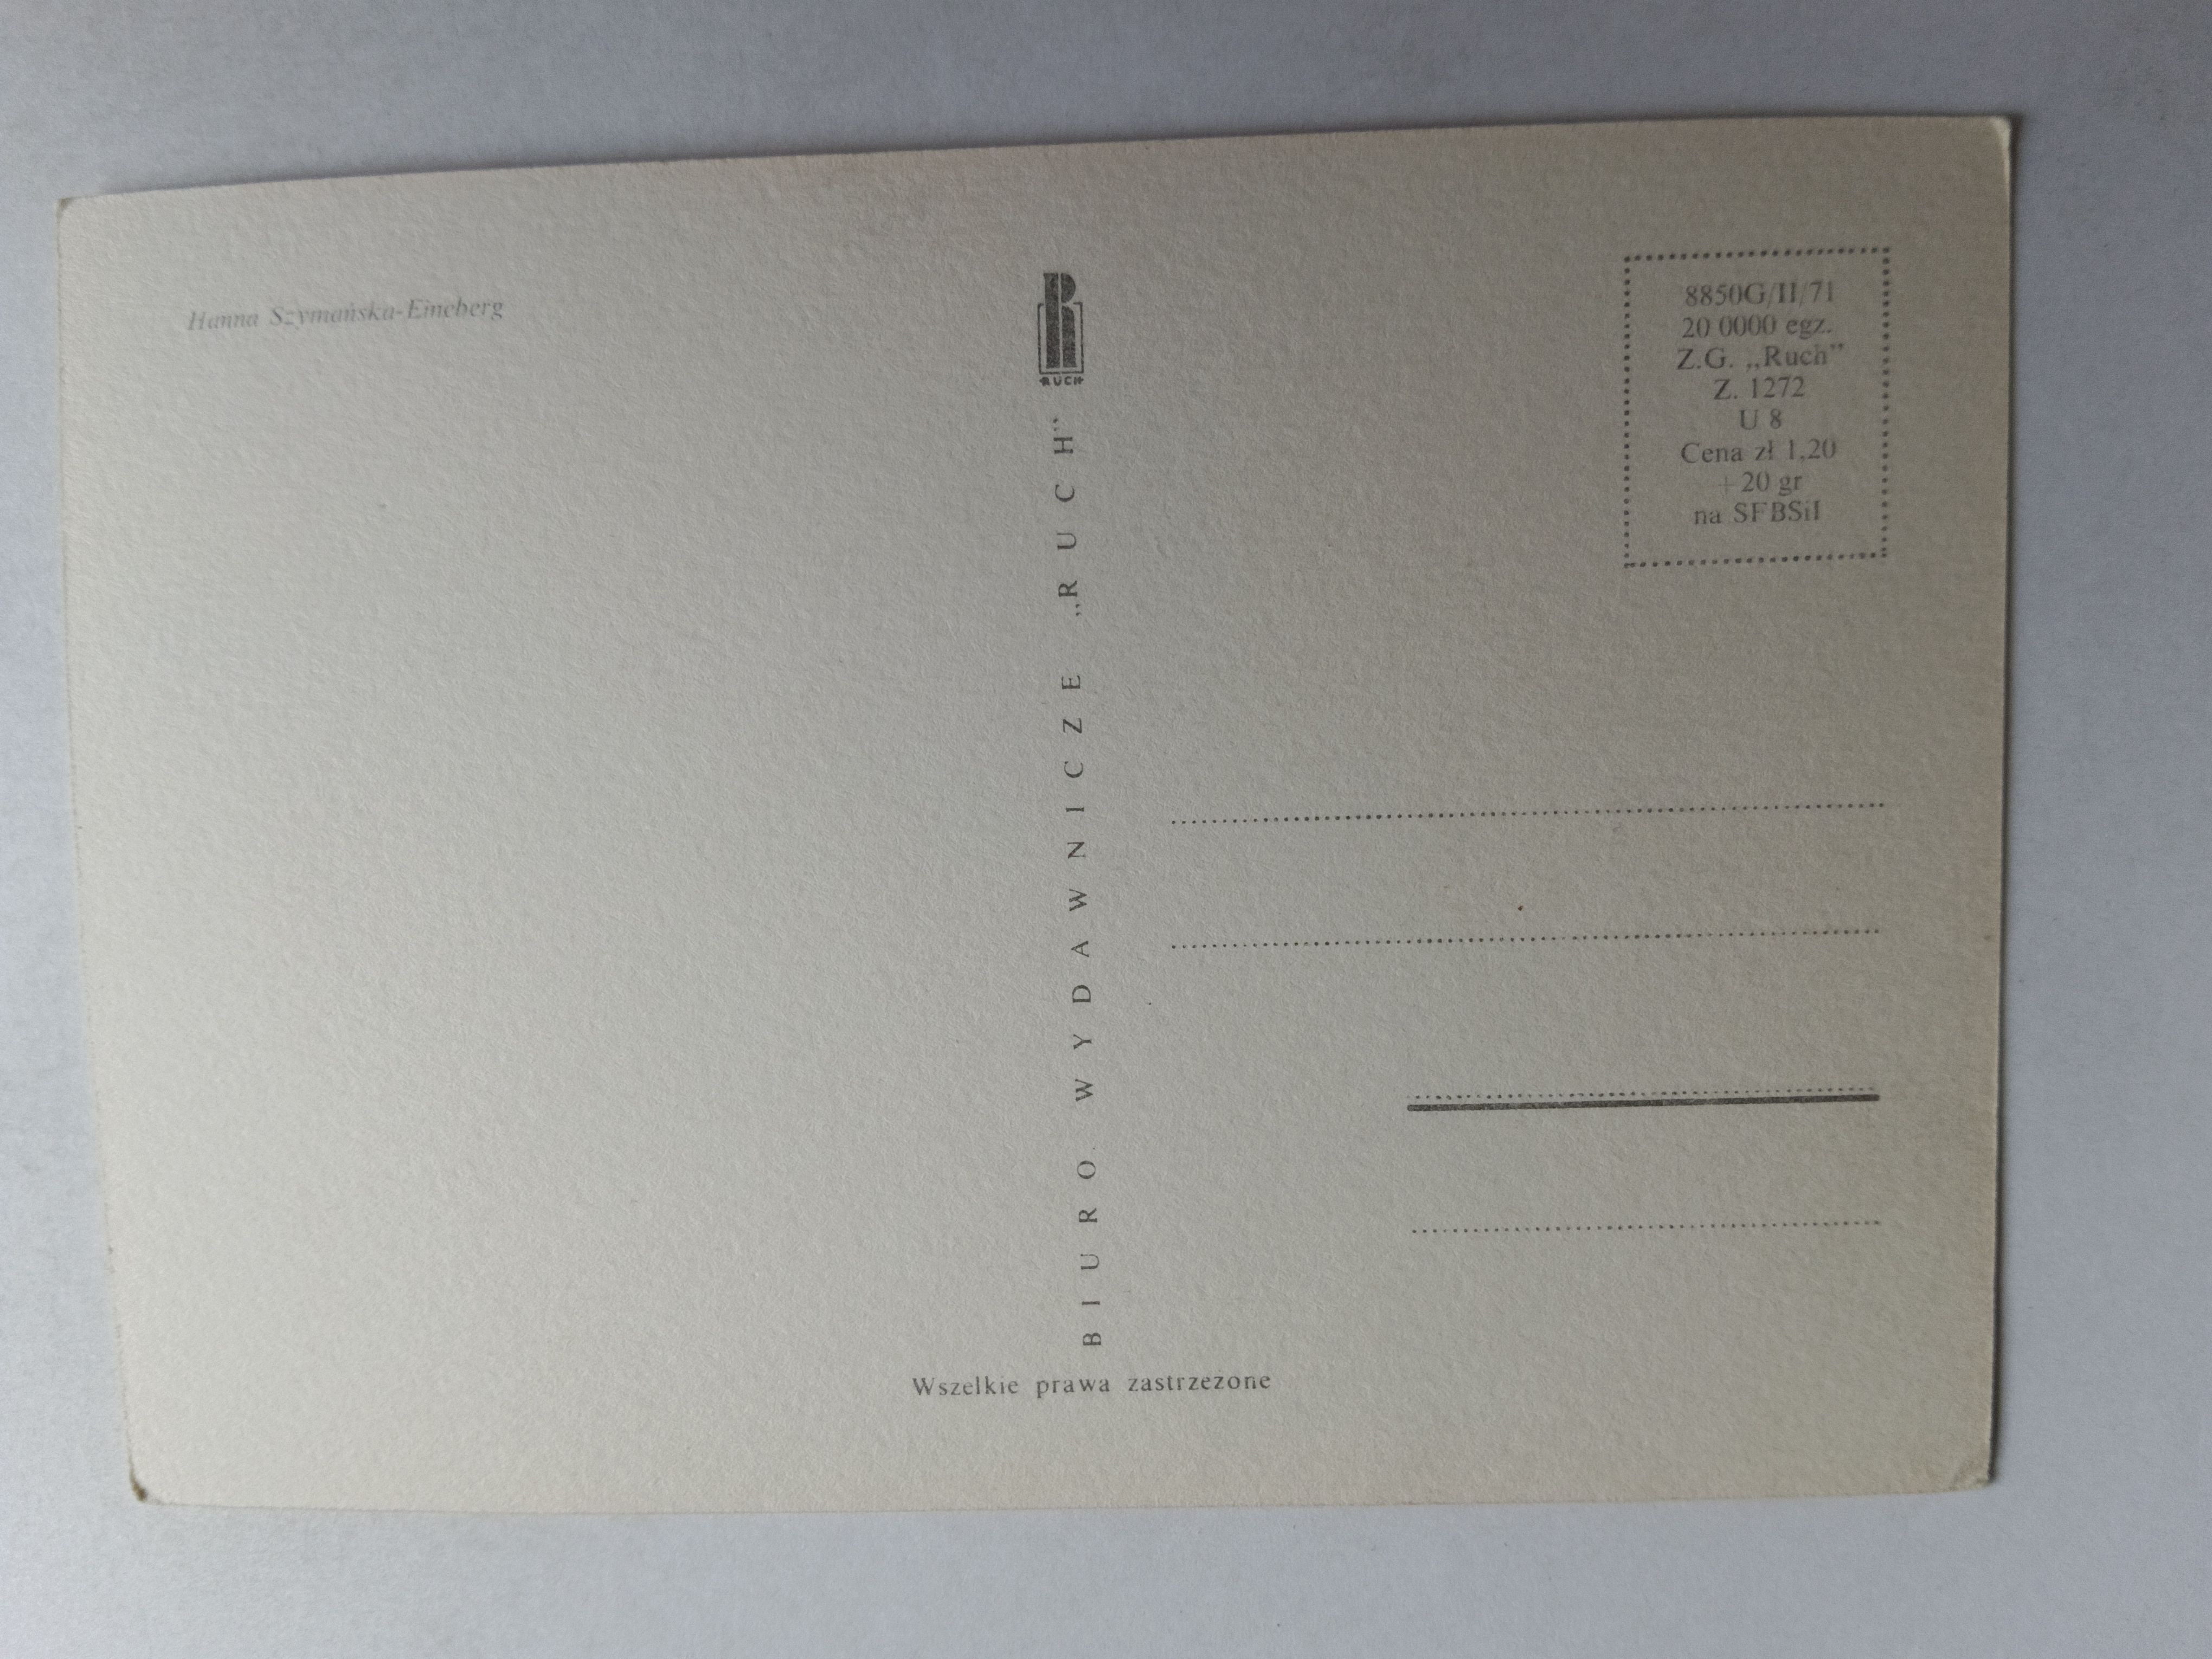 Hanna Szymańska-Eineberg
RUCH
8850G/II/71
20 0000 egz.
Z.G. „Ruch”
Z. 1272
U 8
Cena zł 1,20
+ 20 gr
na SFBSiI
BIURO WYDAWNICZE „RUCH”
Wszelkie prawa zastrzeżone